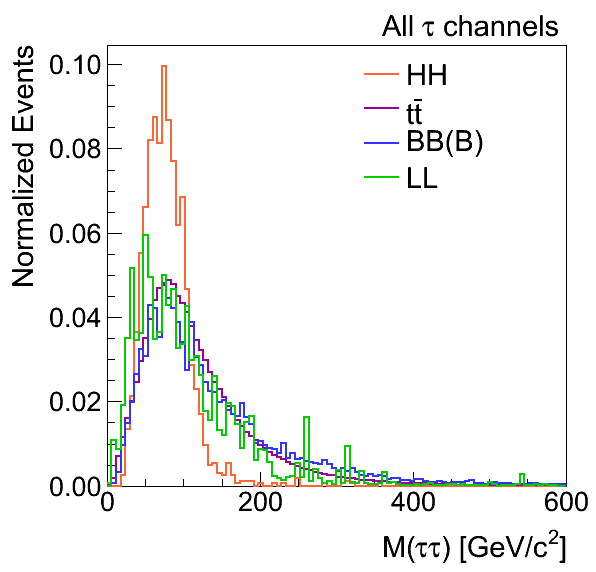 All τ channels
Normalized Events
0.10
0.08
0.06
0.04
0.02
0.00
HH
tt̄
BB(B)
LL
0
200
400
600
M(ττ) [GeV/c²]